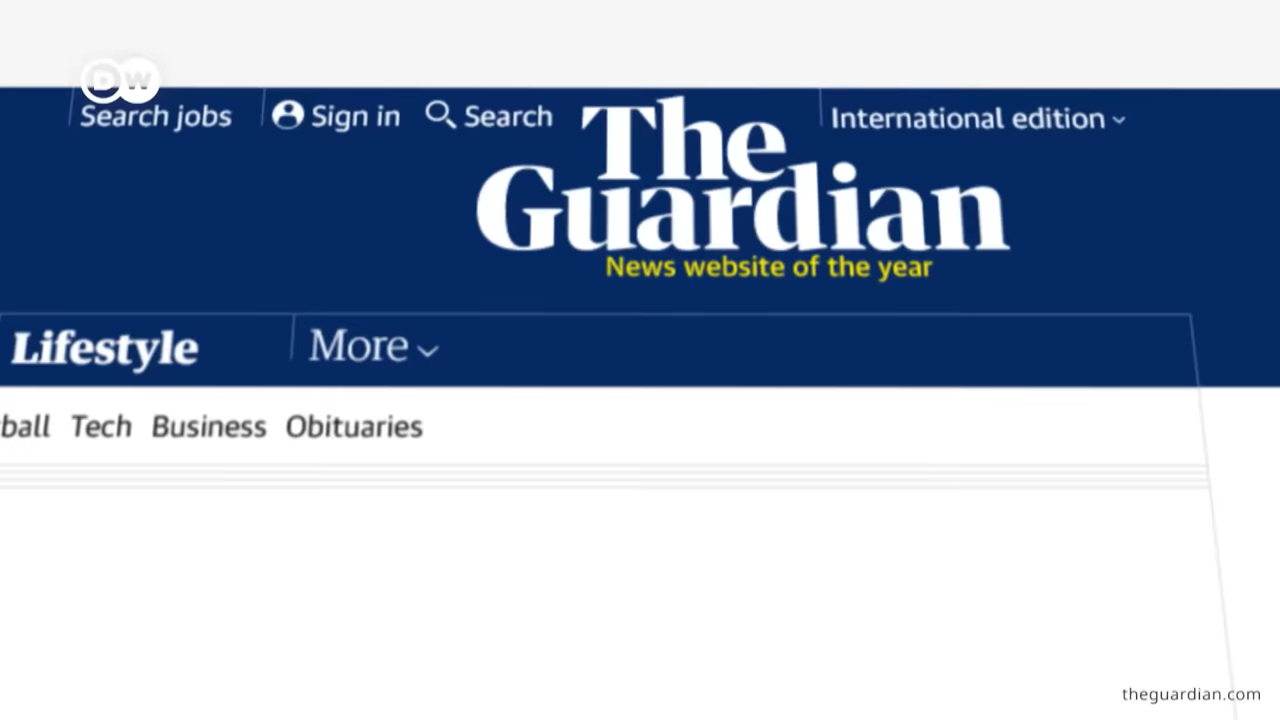 DW
Search jobs Sign in Search International edition
The
Guardian
News website of the year
Lifestyle More
ball Tech Business Obituaries
theguardian.com